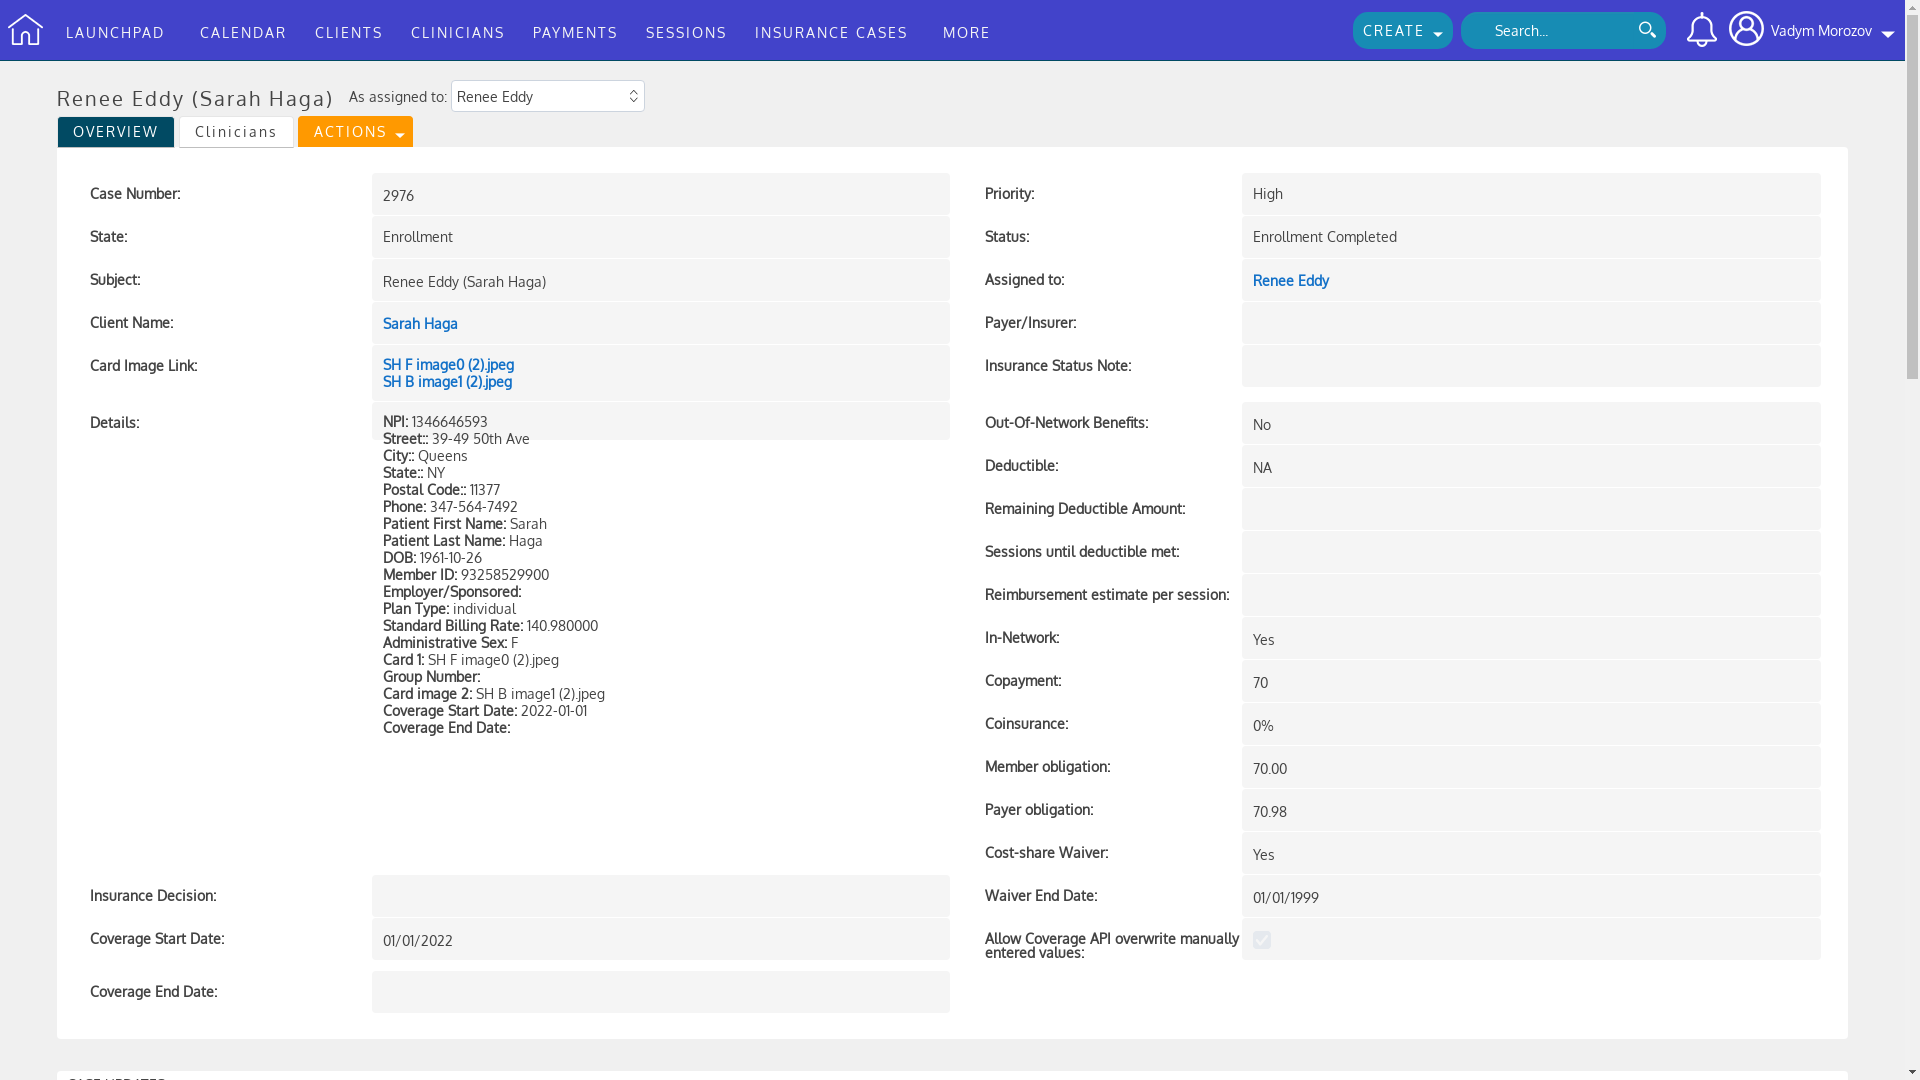 LAUNCHPAD CALENDAR CLIENTS CLINICIANS PAYMENTS SESSIONS INSURANCE CASES MORE CREATE Search... Vadym Morozov
Renee Eddy (Sarah Haga) As assigned to: Renee Eddy
OVERVIEW Clinicians ACTIONS
Case Number: 2976
Priority: High
State: Enrollment
Status: Enrollment Completed
Subject: Renee Eddy (Sarah Haga)
Assigned to: Renee Eddy
Client Name: Sarah Haga
Payer/Insurer:
Card Image Link: SH F image0 (2).jpeg
SH B image1 (2).jpeg
Insurance Status Note:
Details: NPI: 1346646593
Street:: 39-49 50th Ave
City:: Queens
State:: NY
Postal Code:: 11377
Phone: 347-564-7492
Patient First Name: Sarah
Patient Last Name: Haga
DOB: 1961-10-26
Member ID: 93258529900
Employer/Sponsored:
Plan Type: individual
Standard Billing Rate: 140.980000
Administrative Sex: F
Card 1: SH F image0 (2).jpeg
Group Number:
Card image 2: SH B image1 (2).jpeg
Coverage Start Date: 2022-01-01
Coverage End Date:
Out-Of-Network Benefits: No
Deductible: NA
Remaining Deductible Amount:
Sessions until deductible met:
Reimbursement estimate per session:
In-Network: Yes
Copayment: 70
Coinsurance: 0%
Member obligation: 70.00
Payer obligation: 70.98
Cost-share Waiver: Yes
Insurance Decision:
Waiver End Date: 01/01/1999
Coverage Start Date: 01/01/2022
Allow Coverage API overwrite manually
entered values:
Coverage End Date:
CASE UPDATES